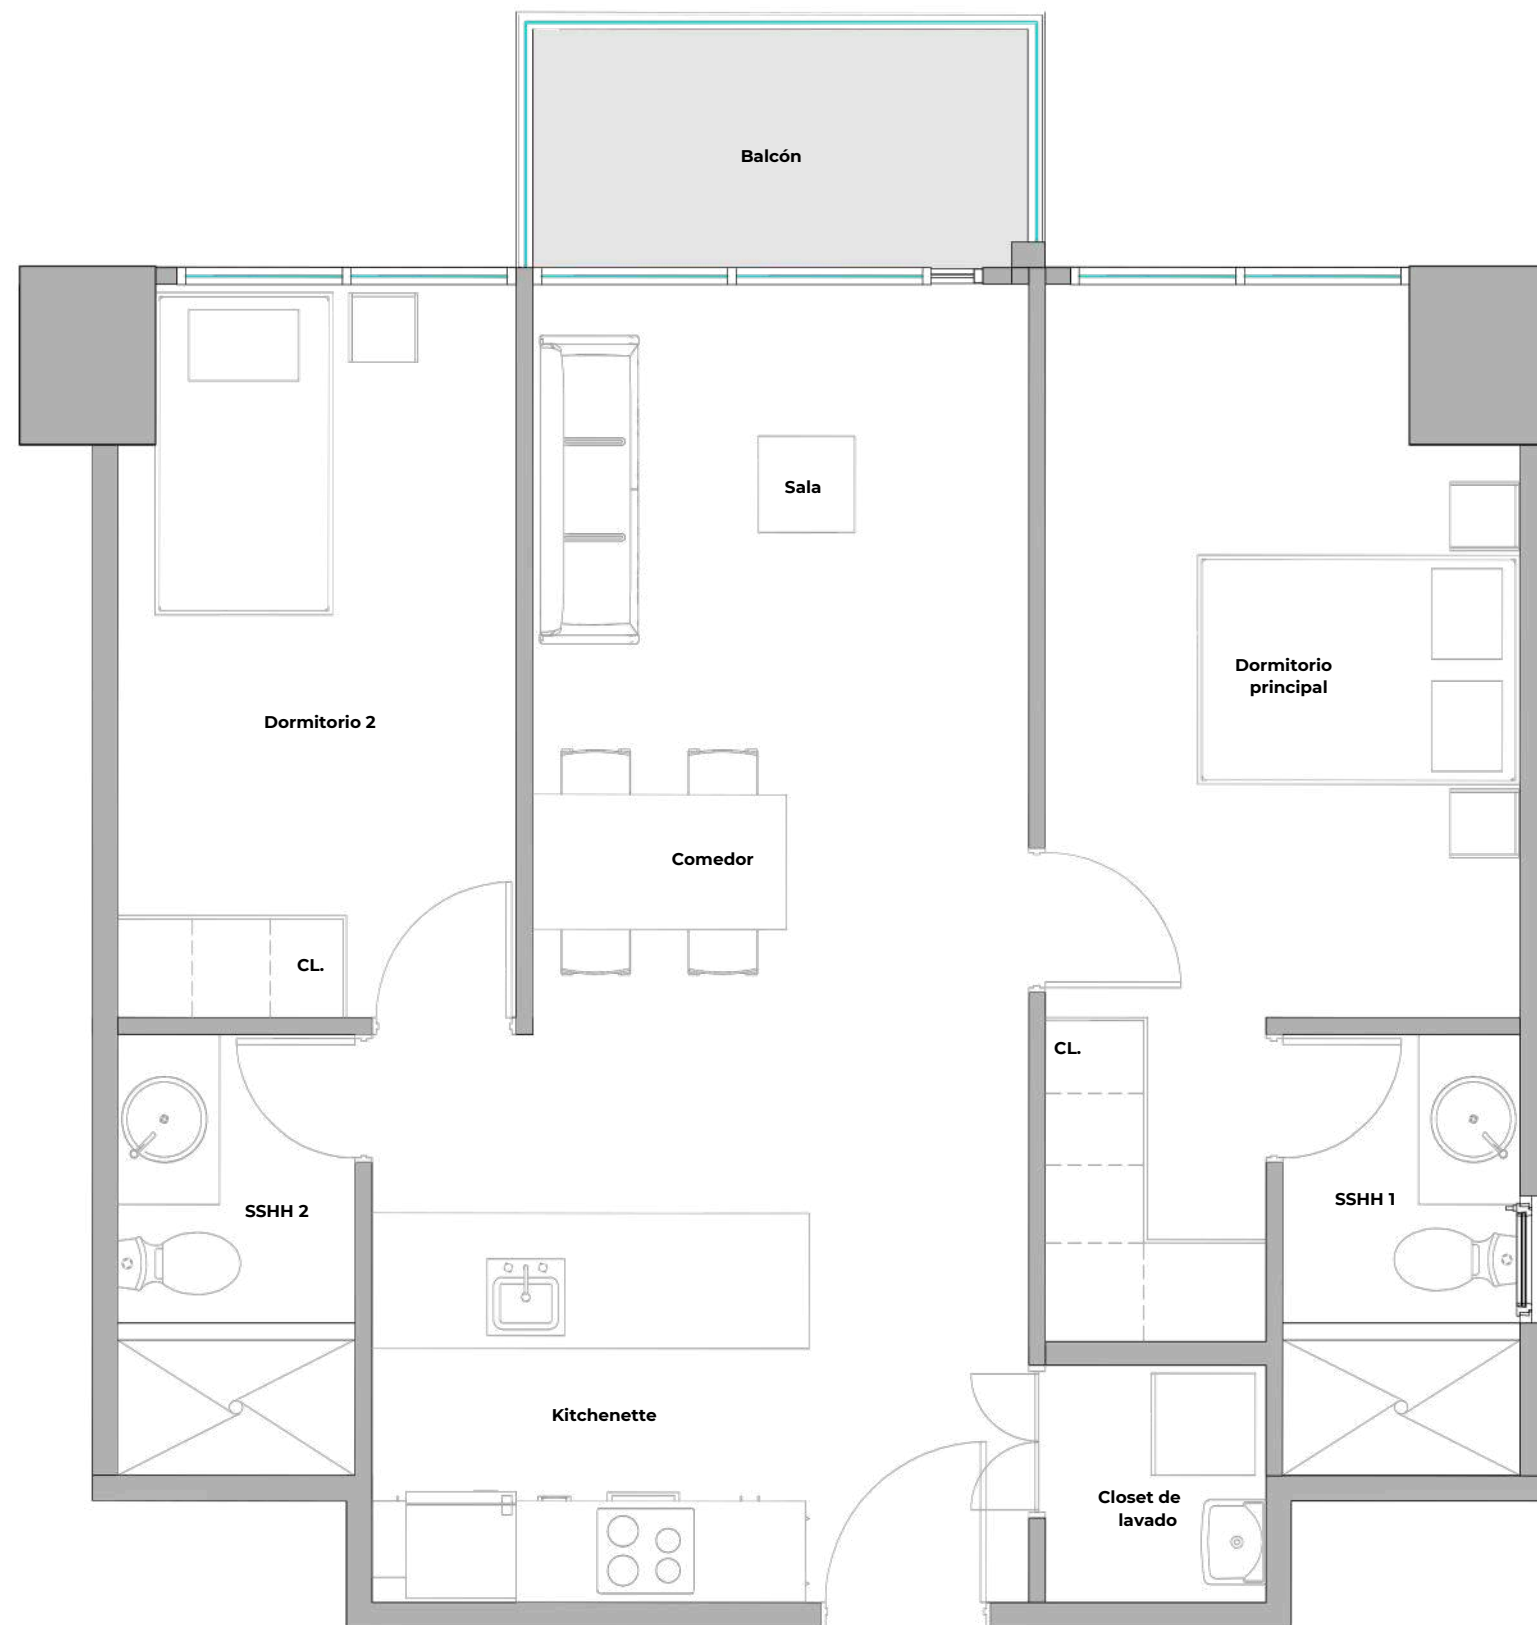 Balcón
Sala
Dormitorio
principal
Dormitorio 2
Comedor
CL.
CL.
SSHH 2
SSHH 1
Kitchenette
Closet de
lavado